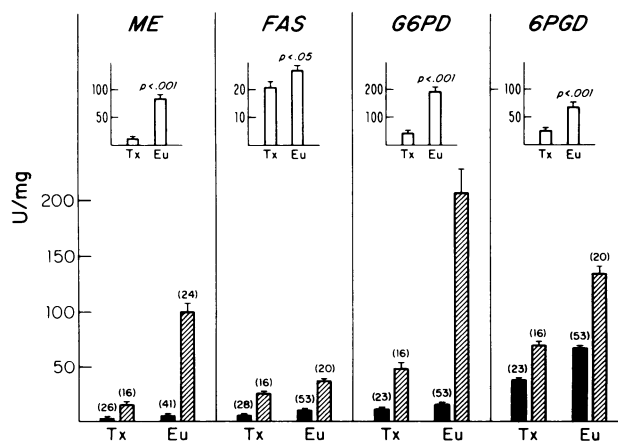 ME FAS G6PD 6PGD
p<.001 p<.05 p<.001 p<.001
100 50 20 10 200 100 100 50
Tx Eu Tx Eu Tx Eu Tx Eu
U/mg
200
150
100
50
(26) (16) (41) (24) (28) (16) (53) (20) (23) (16) (53) (23) (16) (53) (20)
Tx Eu Tx Eu Tx Eu Tx Eu